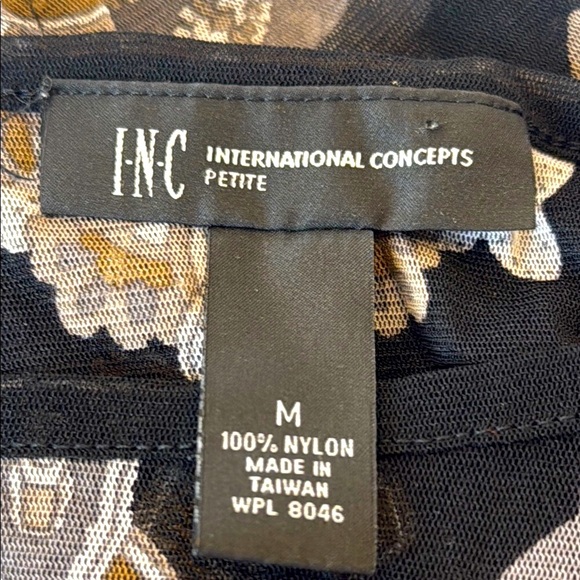 I·N·C INTERNATIONAL CONCEPTS
PETITE
M
100% NYLON
MADE IN
TAIWAN
WPL 8046